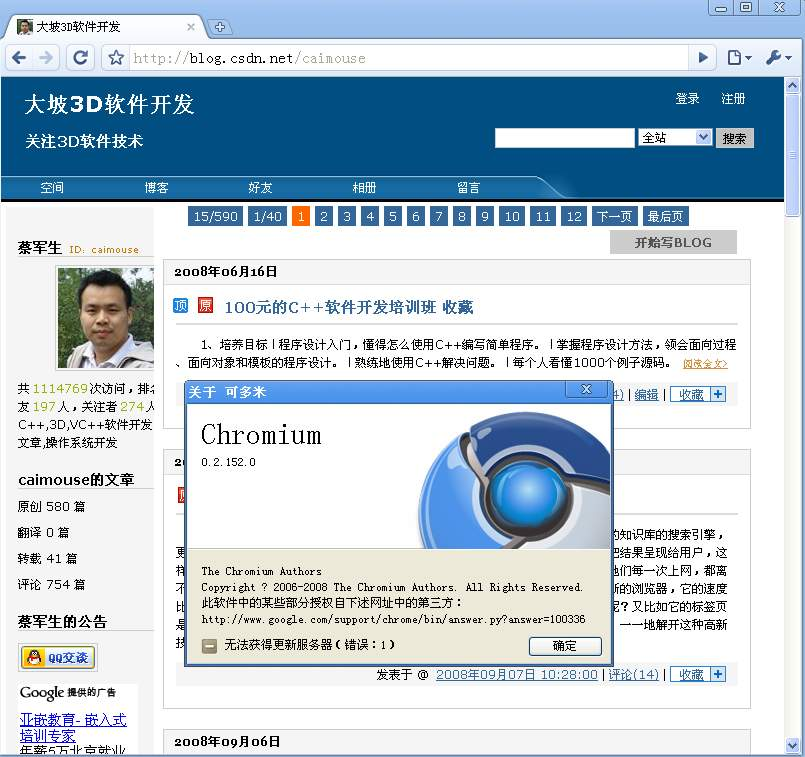 大坡3D软件开发
http://blog.csdn.net/caimouse
大坡3D软件开发
登录 注册
关注3D软件技术
全站 搜索
空间 博客 好友 相册 留言
15/590 1/40 1 2 3 4 5 6 7 8 9 10 11 12 下一页 最后页
开始写BLOG
蔡军生 ID: caimouse
共1114769次访问，排
友197人，关注者274人
C++,3D,VC++软件开发
文章,操作系统开发
caimouse的文章
原创 580 篇
翻译 0 篇
转载 41 篇
评论 754 篇
蔡军生的公告
QQ交谈
Google 提供的广告
亚嵌教育- 嵌入式
培训专家
年薪5万北京就业
2008年06月16日
顶 原 100元的C++软件开发培训班 收藏
1、培养目标 l 程序设计入门，懂得怎么使用C++编写简单程序。 l 掌握程序设计方法，领会面向过程
、面向对象和模板的程序设计。 l 熟练地使用C++解决问题。 l 每个人看懂1000个例子源码。 阅读全文>
4) | 编辑 | 收藏 +
关于 可多米
Chromium
0.2.152.0
The Chromium Authors
Copyright ? 2006-2008 The Chromium Authors. All Rights Reserved.
此软件中的某些部分授权自下述网址中的第三方：
http://www.google.com/support/chrome/bin/answer.py?answer=100336
无法获得更新服务器(错误：1)
确定
的知识库的搜索引擎，
把结果呈现给用户，这
他们每一次上网，都离
新的浏览器，它的速度
呢？又比如它的标签页
一一地解开这种高新
发表于 @ 2008年09月07日 10:28:00 | 评论(14) | 收藏 +
2008年09月06日